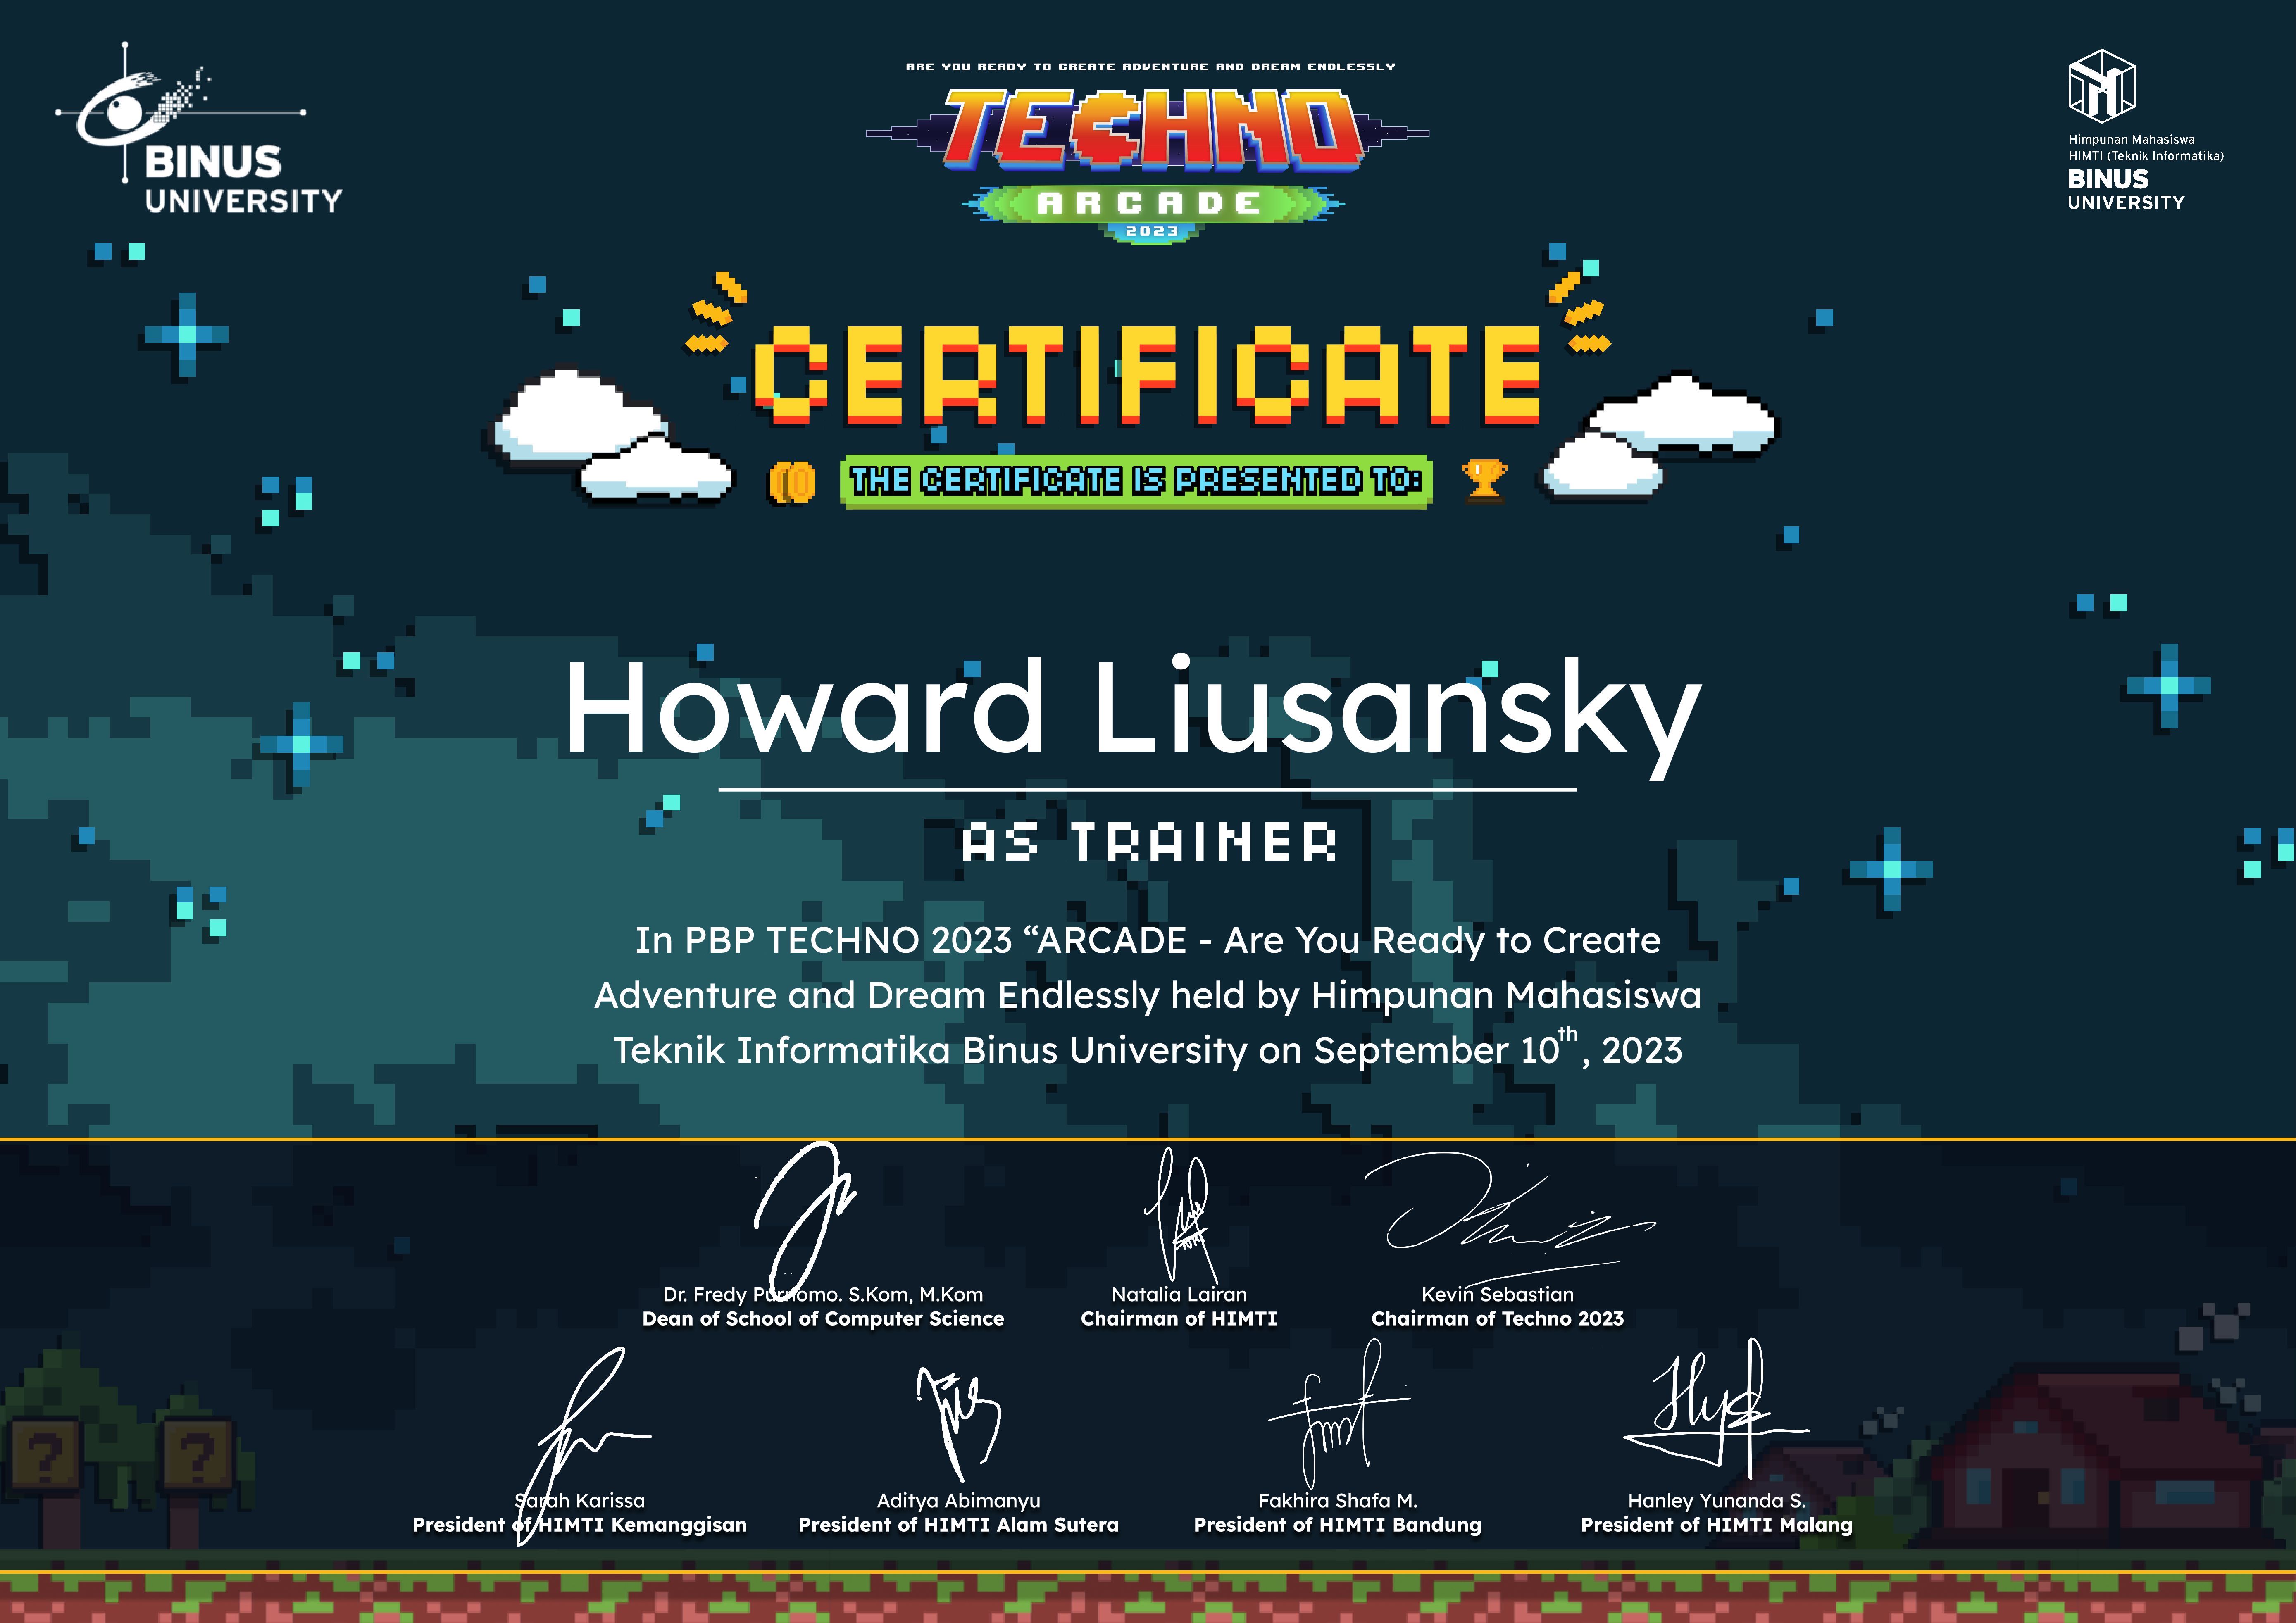 BINUS
UNIVERSITY
ARE YOU READY TO CREATE ADVENTURE AND DREAM ENDLESSLY
TECHNO
ARCADE
2023
Himpunan Mahasiswa
HIMTI (Teknik Informatika)
BINUS
UNIVERSITY
CERTIFICATE
THE CERTIFICATE IS PRESENTED TO:
Howard Liusansky
AS TRAINER
In PBP TECHNO 2023 “ARCADE - Are You Ready to Create
Adventure and Dream Endlessly held by Himpunan Mahasiswa
Teknik Informatika Binus University on September 10th, 2023
Dr. Fredy Purnomo. S.Kom, M.Kom
Dean of School of Computer Science
Natalia Lairan
Chairman of HIMTI
Kevin Sebastian
Chairman of Techno 2023
Sarah Karissa
President of HIMTI Kemanggisan
Aditya Abimanyu
President of HIMTI Alam Sutera
Fakhira Shafa M.
President of HIMTI Bandung
Hanley Yunanda S.
President of HIMTI Malang
? ?